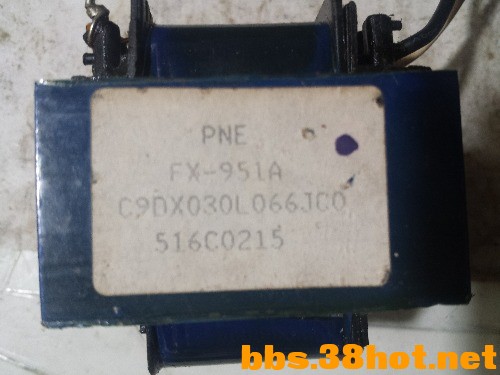 PNE
FX-951A
C9DX030L066JC0
516C0215
bbs.38hot.net